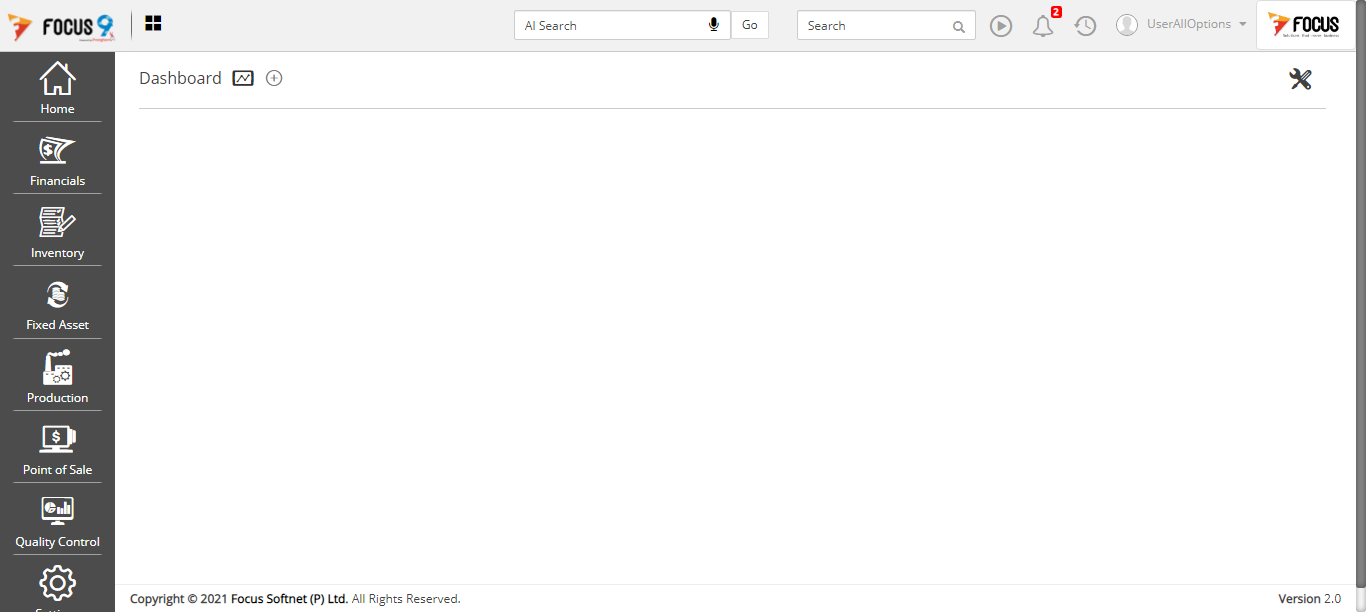 FOCUS 9
AI Search
Go
Search
2
UserAllOptions
FOCUS
Dashboard
Home
Financials
Inventory
Fixed Asset
Production
Point of Sale
Quality Control
Copyright © 2021 Focus Softnet (P) Ltd. All Rights Reserved.
Version 2.0